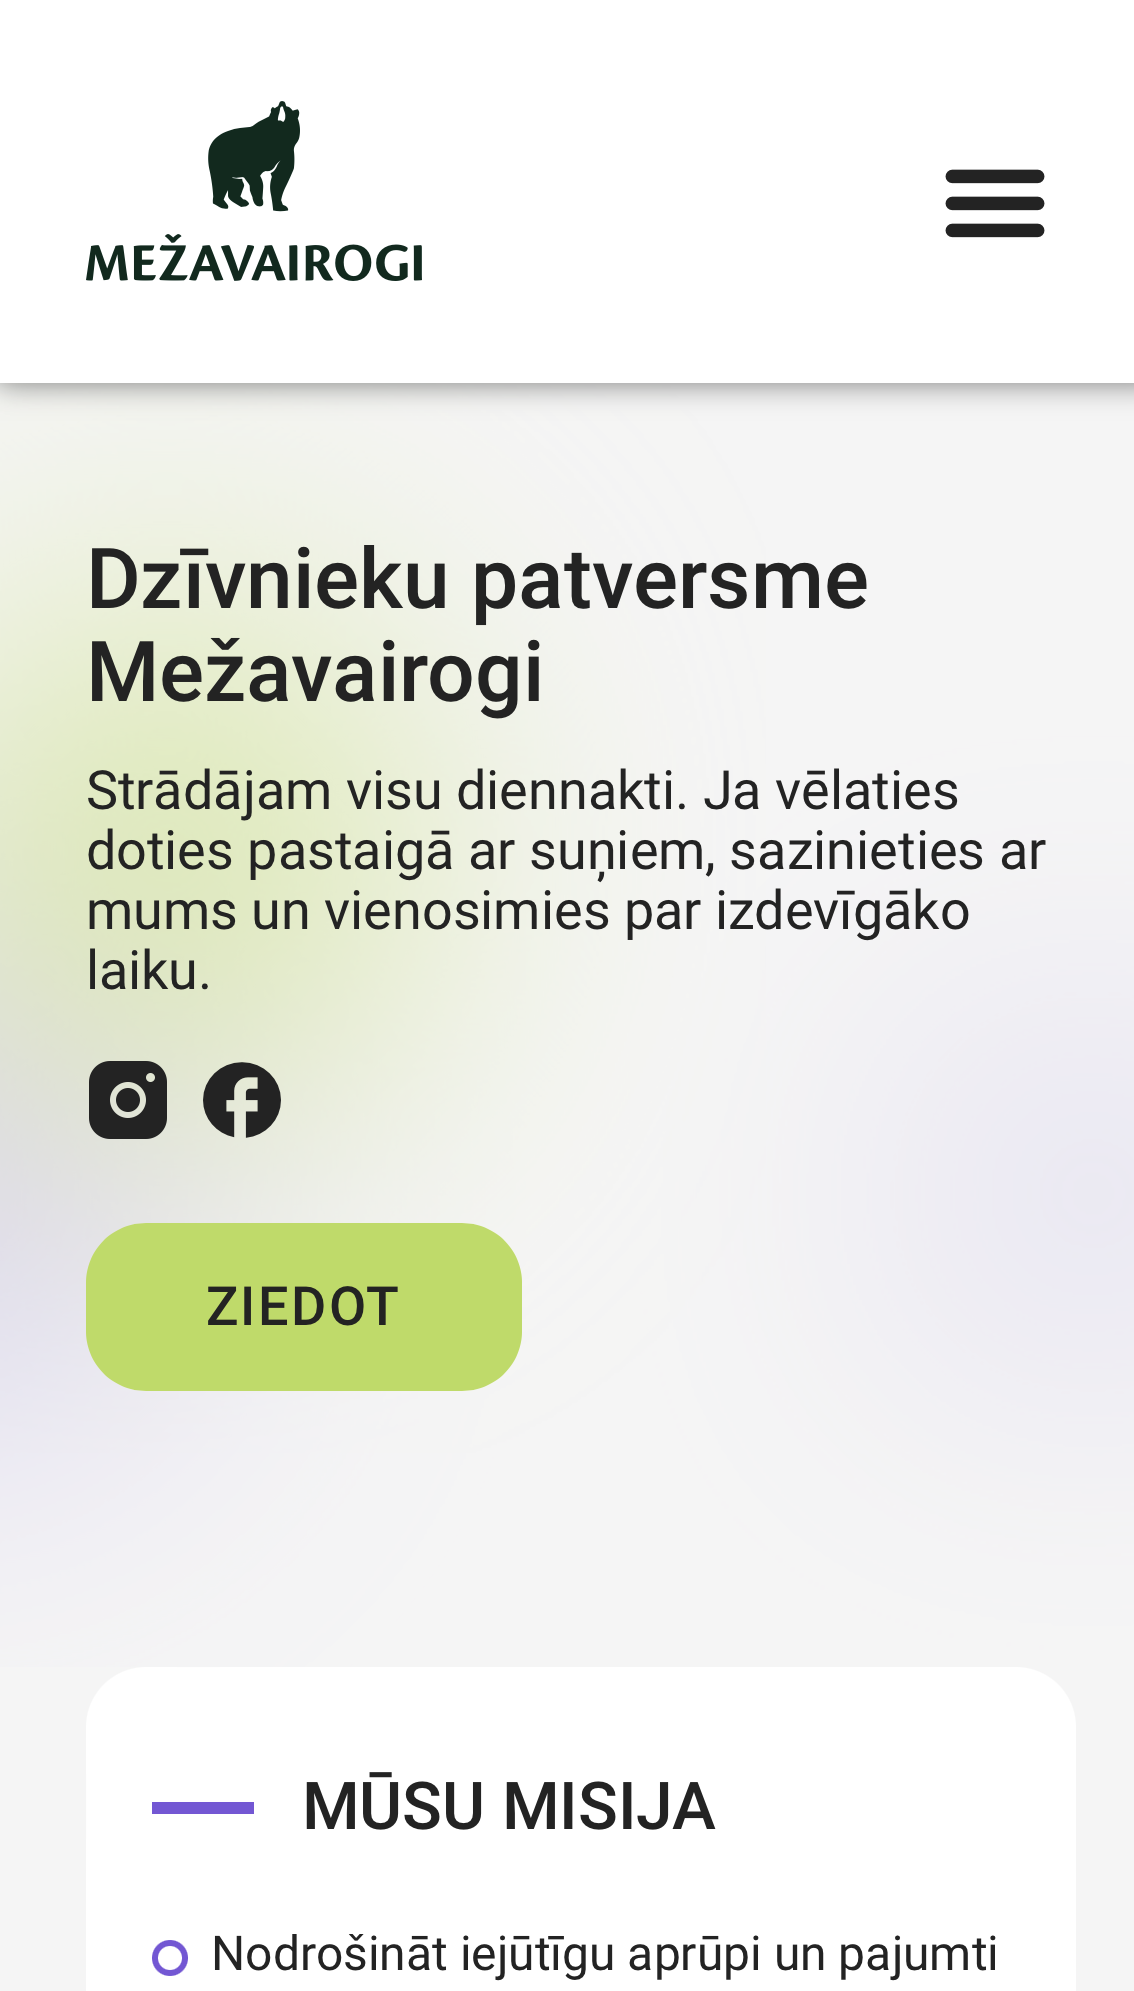 MEŽAVAIROGI
Dzīvnieku patversme
Mežavairogi
Strādājam visu diennakti. Ja vēlaties
doties pastaigā ar suņiem, sazinieties ar
mums un vienosimies par izdevīgāko
laiku.
ZIEDOT
MŪSU MISIJA
Nodrošināt iejūtīgu aprūpi un pajumti